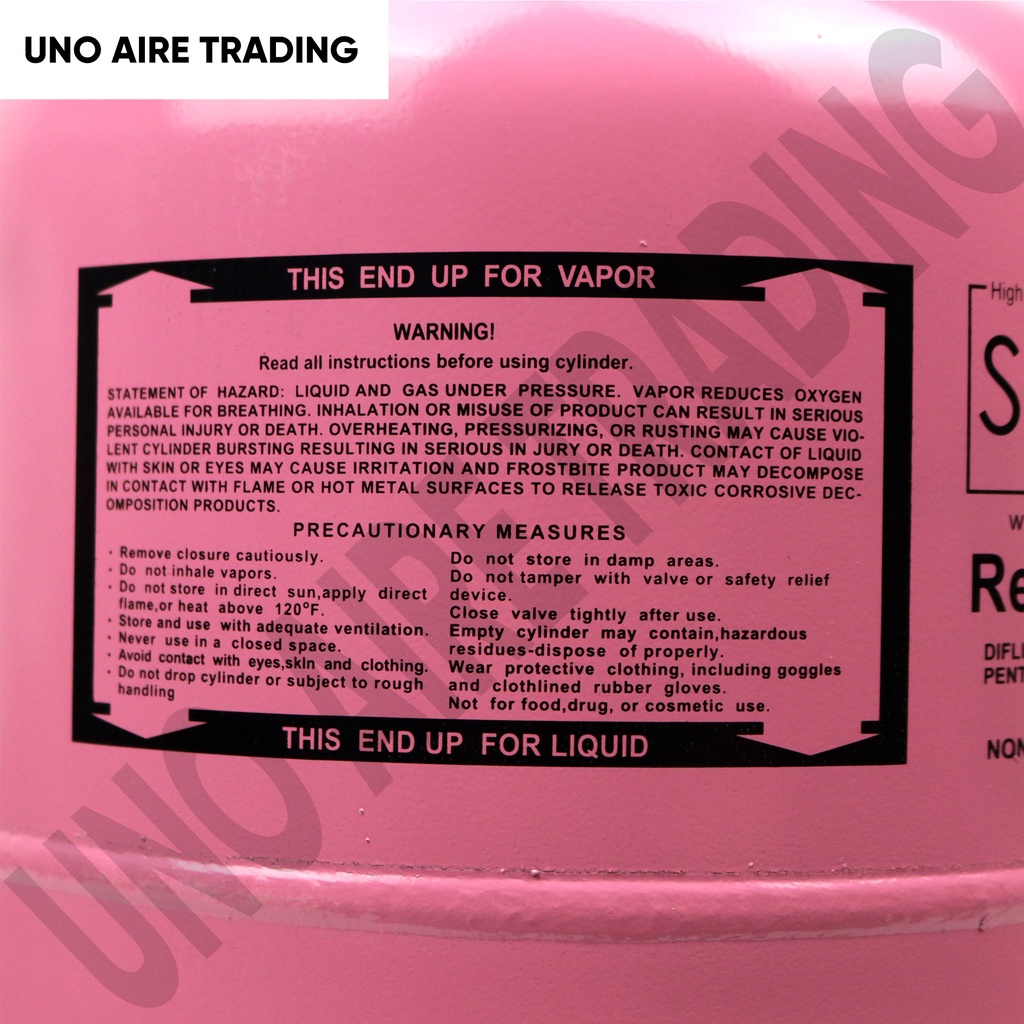 UNO AIRE TRADING
THIS END UP FOR VAPOR
WARNING!
Read all instructions before using cylinder.
STATEMENT OF HAZARD: LIQUID AND GAS UNDER PRESSURE. VAPOR REDUCES OXYGEN
AVAILABLE FOR BREATHING. INHALATION OR MISUSE OF PRODUCT CAN RESULT IN SERIOUS
PERSONAL INJURY OR DEATH. OVERHEATING, PRESSURIZING, OR RUSTING MAY CAUSE VIO-
LENT CYLINDER BURSTING RESULTING IN SERIOUS IN JURY OR DEATH. CONTACT OF LIQUID
WITH SKIN OR EYES MAY CAUSE IRRITATION AND FROSTBITE PRODUCT MAY DECOMPOSE
IN CONTACT WITH FLAME OR HOT METAL SURFACES TO RELEASE TOXIC CORROSIVE DEC-
OMPOSITION PRODUCTS.
PRECAUTIONARY MEASURES
· Remove closure cautiously.
· Do not inhale vapors.
· Do not store in direct sun,apply direct
flame,or heat above 120°F.
· Store and use with adequate ventilation.
· Never use in a closed space.
· Avoid contact with eyes,skln and clothing.
· Do not drop cylinder or subject to rough
handling
Do not store in damp areas.
Do not tamper with valve or safety relief
device.
Close valve tightly after use.
Empty cylinder may contain,hazardous
residues-dispose of properly.
Wear protective clothing, including goggles
and clothlined rubber gloves.
Not for food,drug, or cosmetic use.
THIS END UP FOR LIQUID
High
S
Re
DIFL
PENT
NON
UNO AIRE TRADING